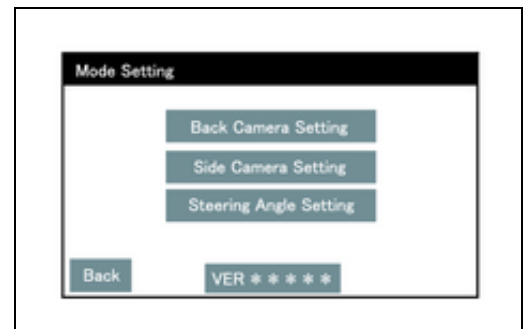 Mode Setting
Back Camera Setting
Side Camera Setting
Steering Angle Setting
Back
VER * * * * *